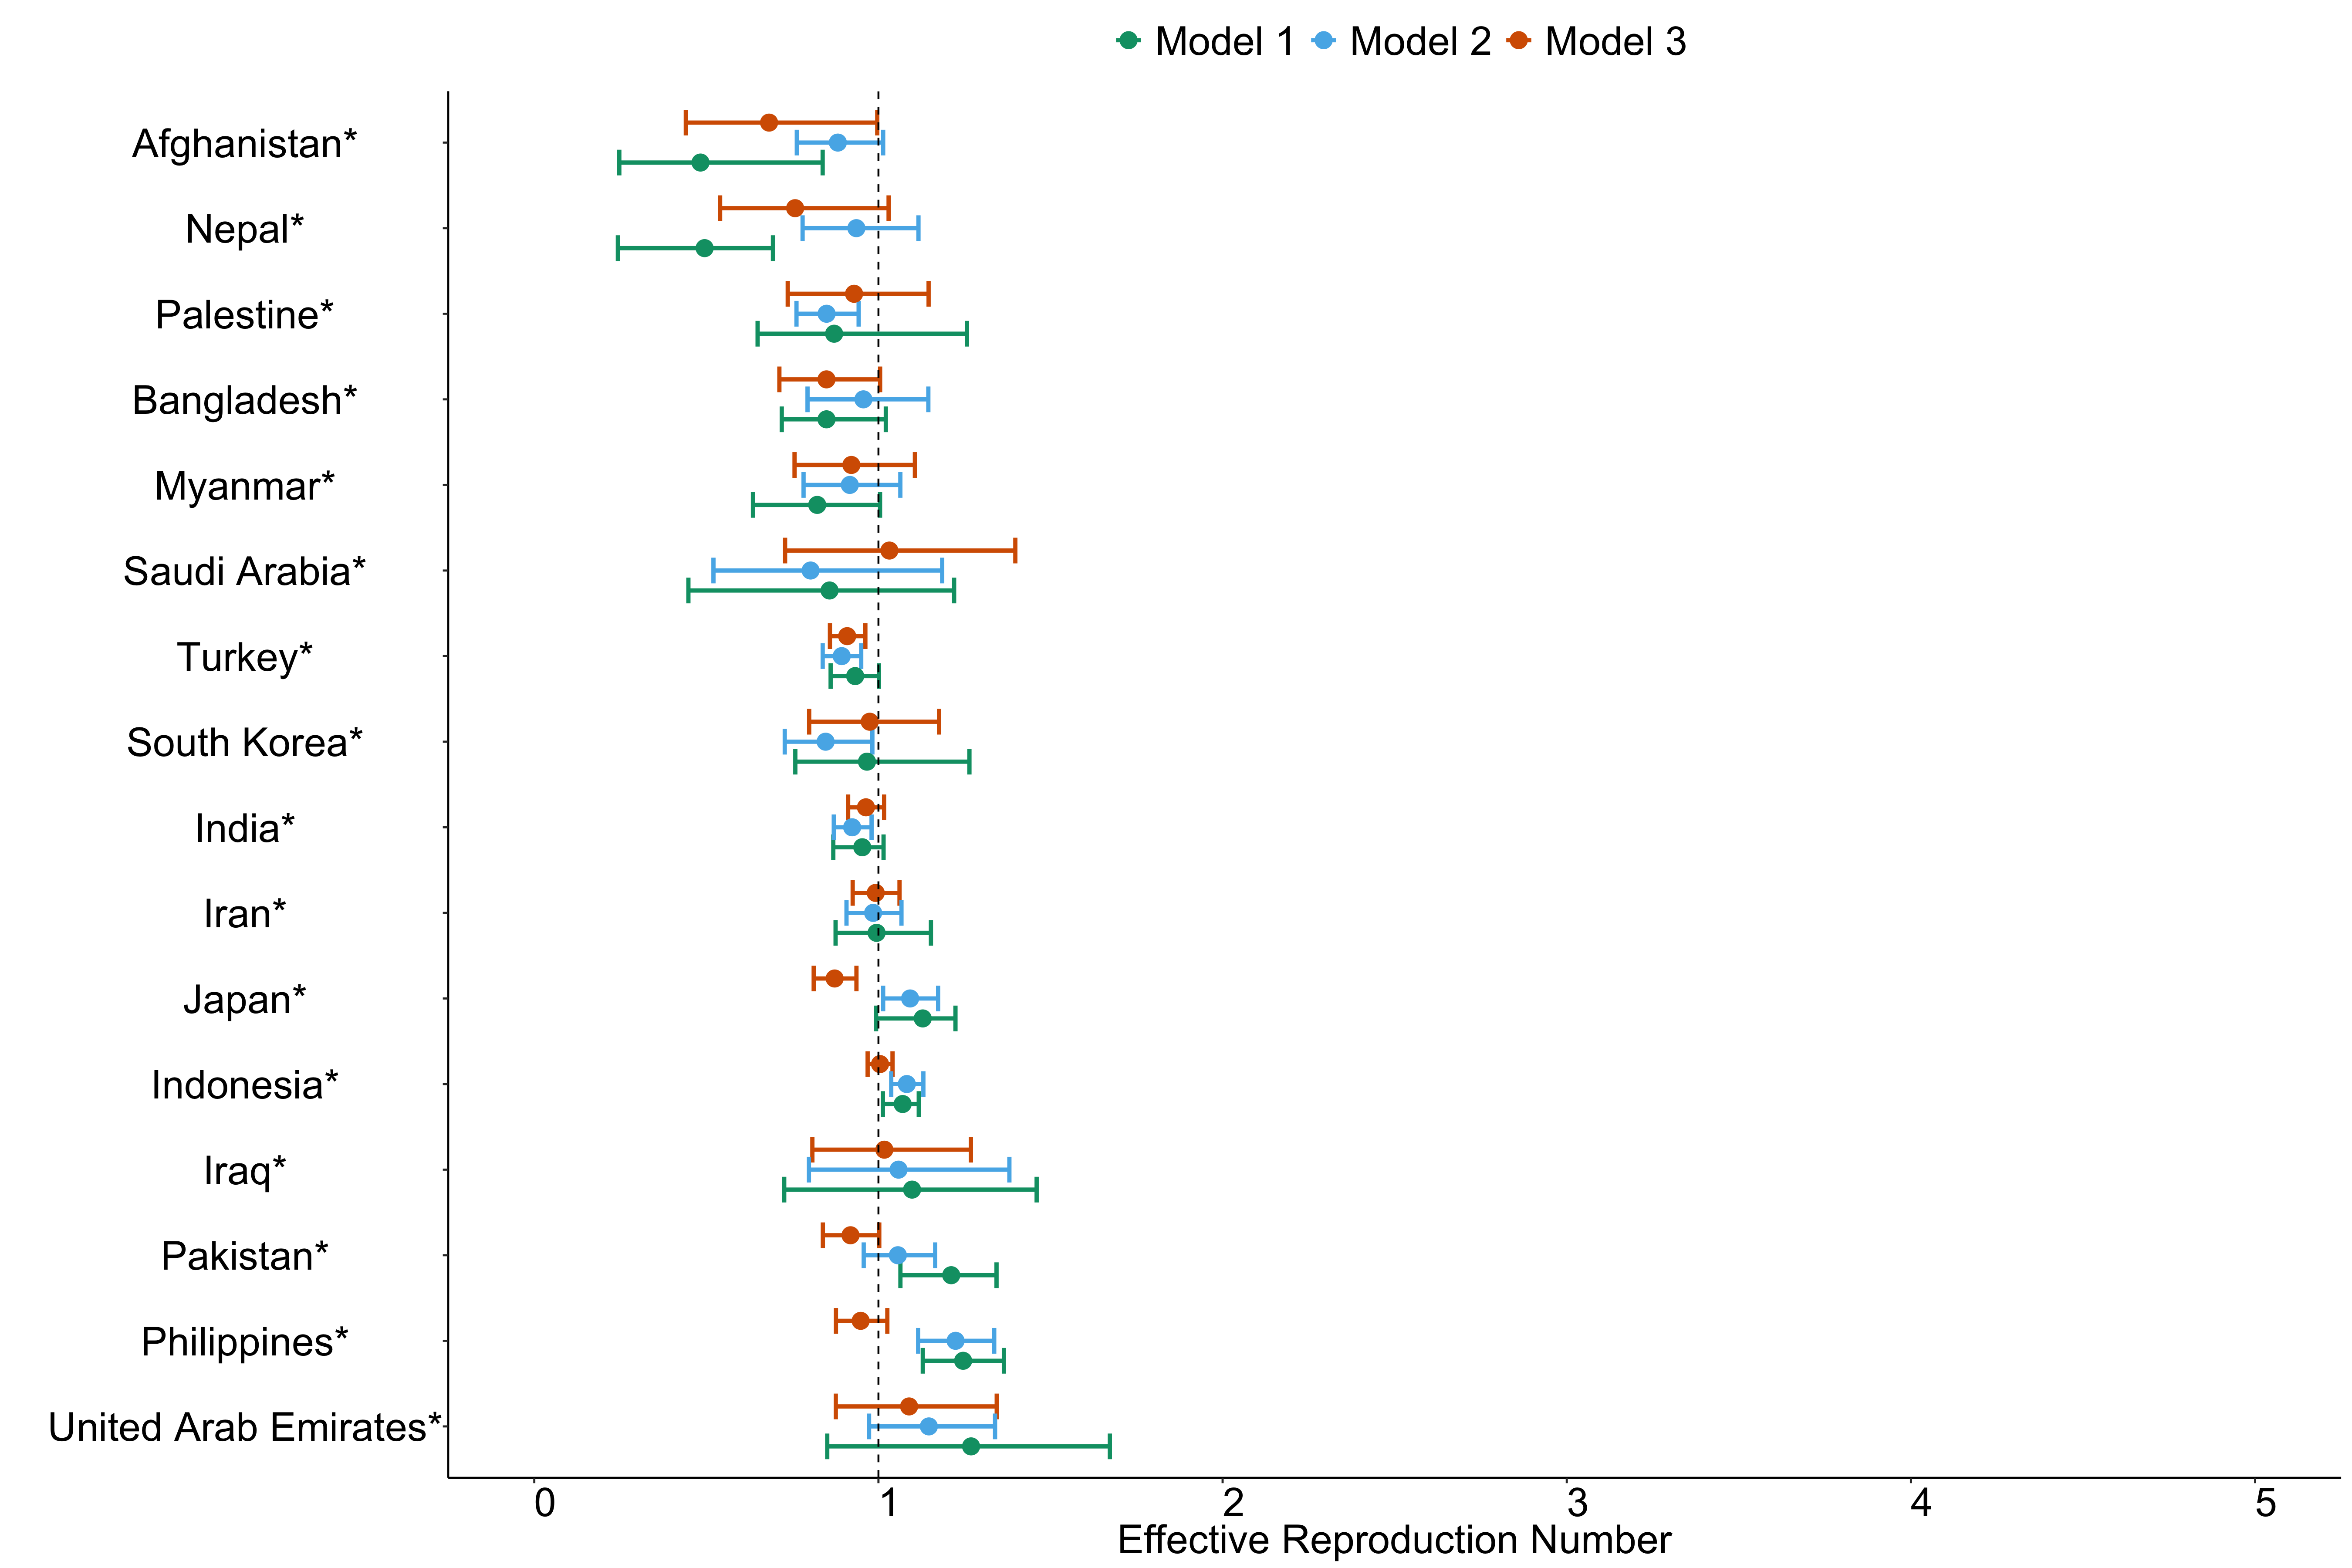 Model 1 Model 2 Model 3
Afghanistan*
Nepal*
Palestine*
Bangladesh*
Myanmar*
Saudi Arabia*
Turkey*
South Korea*
India*
Iran*
Japan*
Indonesia*
Iraq*
Pakistan*
Philippines*
United Arab Emirates*
0 1 2 3 4 5
Effective Reproduction Number